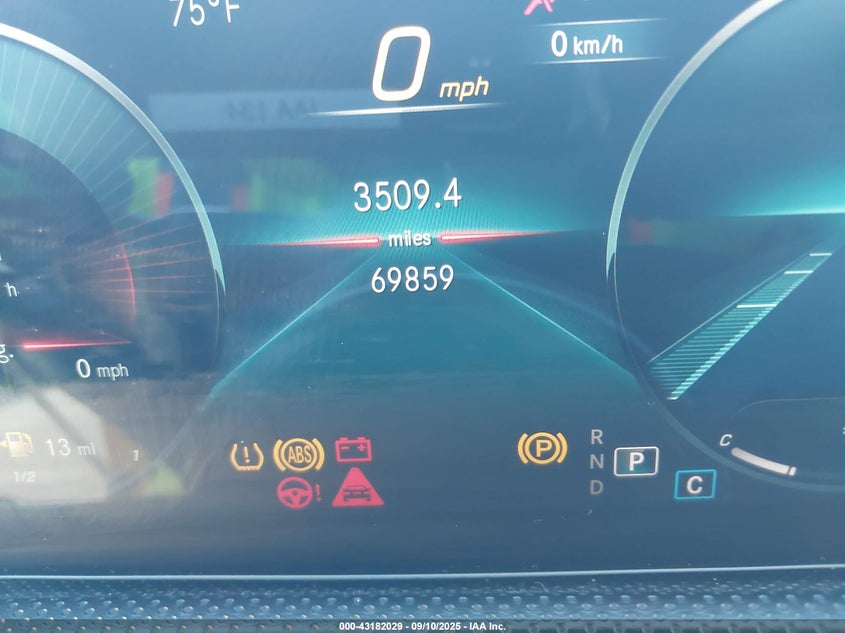 75°F
0 km/h
0 mph
3509.4
miles
69859
h
g.
0 mph
13 mi
1
1/2
ABS
P
R
N P
D
C
C
000-43182029 - 09/10/2025 - IAA Inc.